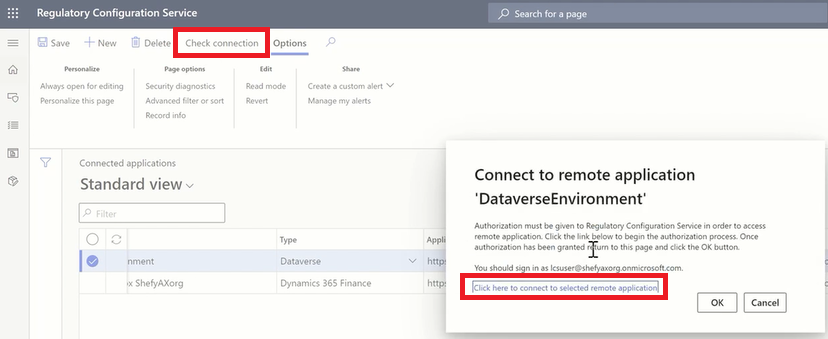 Regulatory Configuration Service
Search for a page
Save New Delete Check connection Options
Personalize Page options Edit Share
Always open for editing Security diagnostics Read mode Create a custom alert
Personalize this page Advanced filter or sort Revert Manage my alerts
Record info
Connected applications
Standard view
Filter
Type Applic
nment Dataverse https
ox ShefyAXorg Dynamics 365 Finance https
Connect to remote application
'DataverseEnvironment'
Authorization must be given to Regulatory Configuration Service in order to access
remote application. Click the link below to begin the authorization process. Once
authorization has been granted return to this page and click the OK button.
You should sign in as lcsuser@shefyaxorg.onmicrosoft.com.
Click here to connect to selected remote application
OK Cancel